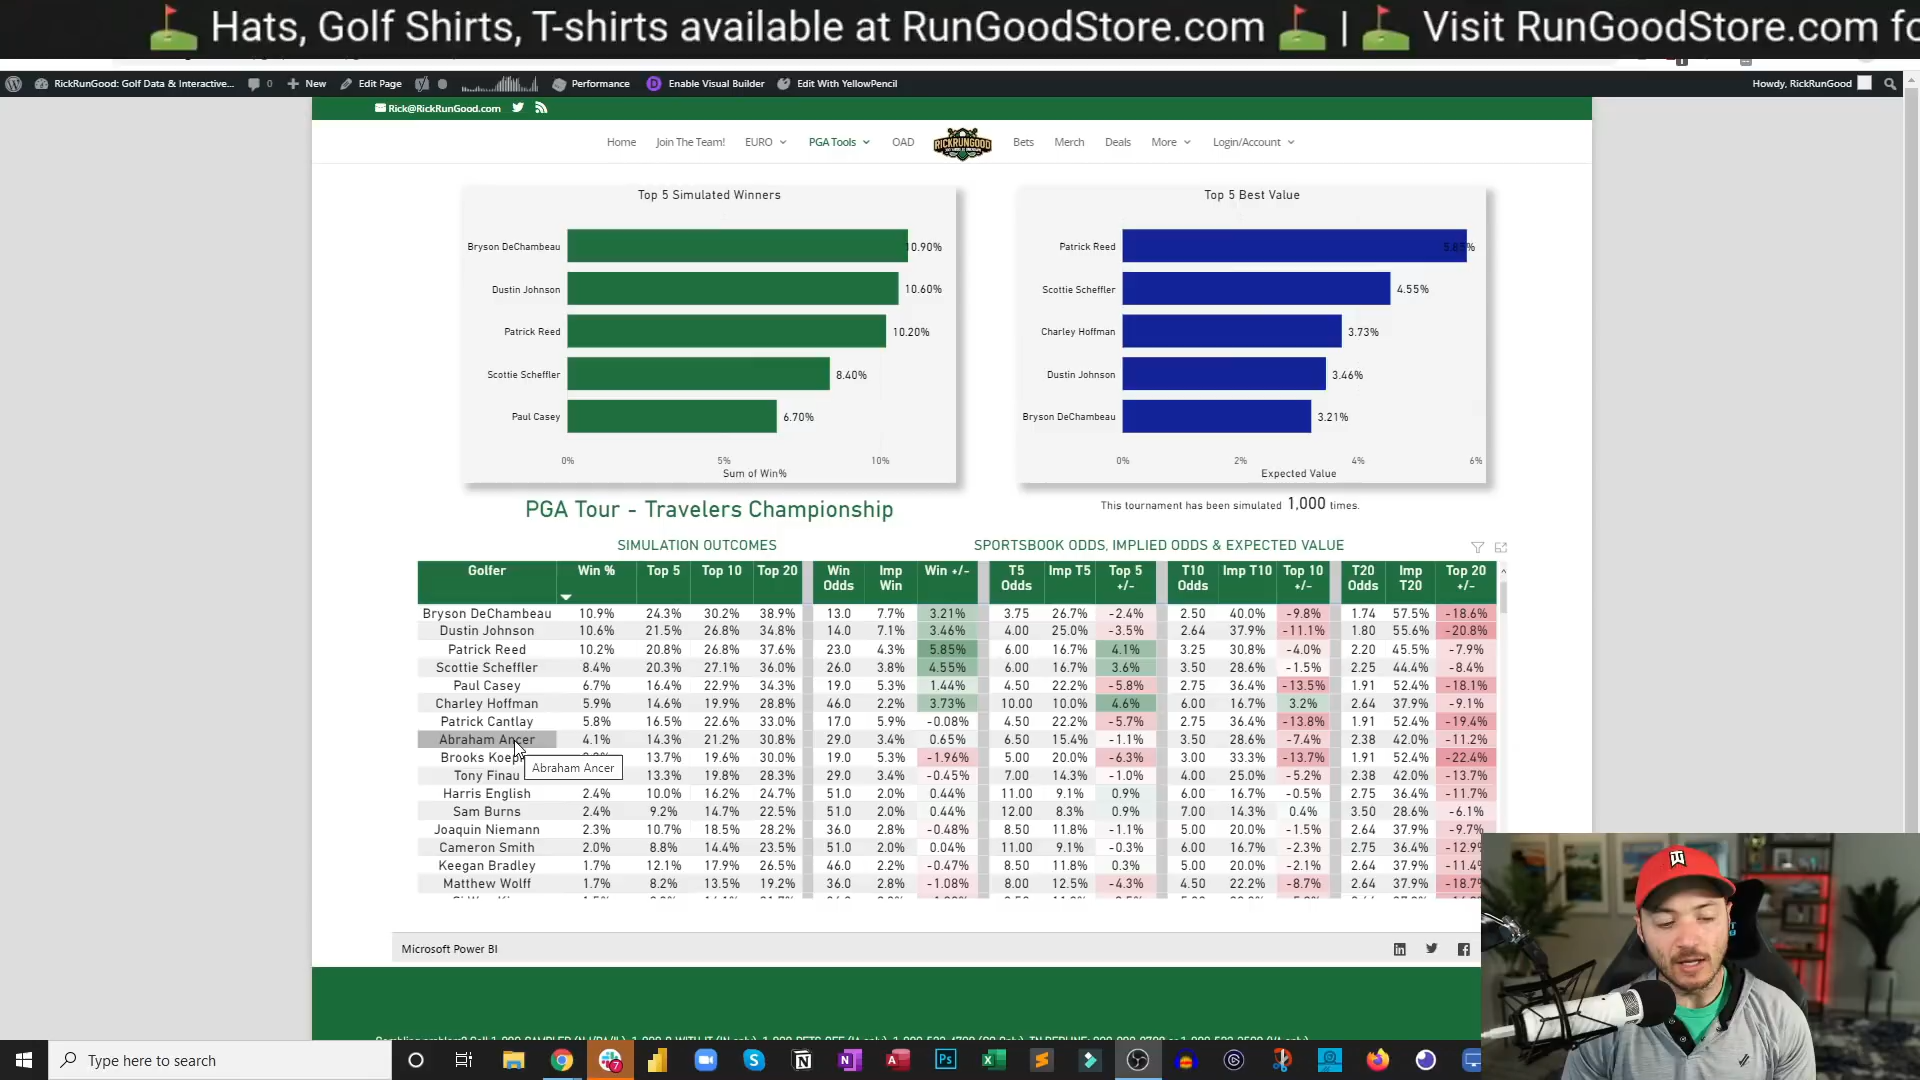 Hats, Golf Shirts, T-shirts available at RunGoodStore.com | Visit RunGoodStore.com fo
RickRunGood: Golf Data & Interactive... 0 New Edit Page Performance Enable Visual Builder Edit With YellowPencil Howdy, RickRunGood
Rick@RickRunGood.com
Home Join The Team! EURO PGA Tools OAD RICKRUNGOOD Bets Merch Deals More Login/Account
Top 5 Simulated Winners
Bryson DeChambeau 10.90%
Dustin Johnson 10.60%
Patrick Reed 10.20%
Scottie Scheffler 8.40%
Paul Casey 6.70%
0% 5% 10%
Sum of Win%
Top 5 Best Value
Patrick Reed 5.85%
Scottie Scheffler 4.55%
Charley Hoffman 3.73%
Dustin Johnson 3.46%
Bryson DeChambeau 3.21%
0% 2% 4% 6%
Expected Value
PGA Tour - Travelers Championship
This tournament has been simulated 1,000 times.
SIMULATION OUTCOMES SPORTSBOOK ODDS, IMPLIED ODDS & EXPECTED VALUE
Golfer Win % Top 5 Top 10 Top 20 Win Odds Imp Win Win +/- T5 Odds Imp T5 Top 5 +/- T10 Odds Imp T10 Top 10 +/- T20 Odds Imp T20 Top 20 +/-
Bryson DeChambeau 10.9% 24.3% 30.2% 38.9% 13.0 7.7% 3.21% 3.75 26.7% -2.4% 2.50 40.0% -9.8% 1.74 57.5% -18.6%
Dustin Johnson 10.6% 21.5% 26.8% 34.8% 14.0 7.1% 3.46% 4.00 25.0% -3.5% 2.64 37.9% -11.1% 1.80 55.6% -20.8%
Patrick Reed 10.2% 20.8% 26.8% 37.6% 23.0 4.3% 5.85% 6.00 16.7% 4.1% 3.25 30.8% -4.0% 2.20 45.5% -7.9%
Scottie Scheffler 8.4% 20.3% 27.1% 36.0% 26.0 3.8% 4.55% 6.00 16.7% 3.6% 3.50 28.6% -1.5% 2.25 44.4% -8.4%
Paul Casey 6.7% 16.4% 22.9% 34.3% 19.0 5.3% 1.44% 4.50 22.2% -5.8% 2.75 36.4% -13.5% 1.91 52.4% -18.1%
Charley Hoffman 5.9% 14.6% 19.9% 28.8% 46.0 2.2% 3.73% 10.00 10.0% 4.6% 6.00 16.7% 3.2% 2.64 37.9% -9.1%
Patrick Cantlay 5.8% 16.5% 22.6% 33.0% 17.0 5.9% -0.08% 4.50 22.2% -5.7% 2.75 36.4% -13.8% 1.91 52.4% -19.4%
Abraham Ancer 4.1% 14.3% 21.2% 30.8% 29.0 3.4% 0.65% 6.50 15.4% -1.1% 3.50 28.6% -7.4% 2.38 42.0% -11.2%
Brooks Koep 13.7% 19.6% 30.0% 19.0 5.3% -1.96% 5.00 20.0% -6.3% 3.00 33.3% -13.7% 1.91 52.4% -22.4%
Abraham Ancer
Tony Finau 13.3% 19.8% 28.3% 29.0 3.4% -0.45% 7.00 14.3% -1.0% 4.00 25.0% -5.2% 2.38 42.0% -13.7%
Harris English 2.4% 10.0% 16.2% 24.7% 51.0 2.0% 0.44% 11.00 9.1% 0.9% 6.00 16.7% -0.5% 2.75 36.4% -11.7%
Sam Burns 2.4% 9.2% 14.7% 22.5% 51.0 2.0% 0.44% 12.00 8.3% 0.9% 7.00 14.3% 0.4% 3.50 28.6% -6.1%
Joaquin Niemann 2.3% 10.7% 18.5% 28.2% 36.0 2.8% -0.48% 8.50 11.8% -1.1% 5.00 20.0% -1.5% 2.64 37.9% -9.7%
Cameron Smith 2.0% 8.8% 14.4% 23.5% 51.0 2.0% 0.04% 11.00 9.1% -0.3% 6.00 16.7% -2.3% 2.75 36.4% -12.9%
Keegan Bradley 1.7% 12.1% 17.9% 26.5% 46.0 2.2% -0.47% 8.50 11.8% 0.3% 5.00 20.0% -2.1% 2.64 37.9% -11.4%
Matthew Wolff 1.7% 8.2% 13.5% 19.2% 36.0 2.8% -1.08% 8.00 12.5% -4.3% 4.50 22.2% -8.7% 2.64 37.9% -18.7%
Microsoft Power BI
Type here to search